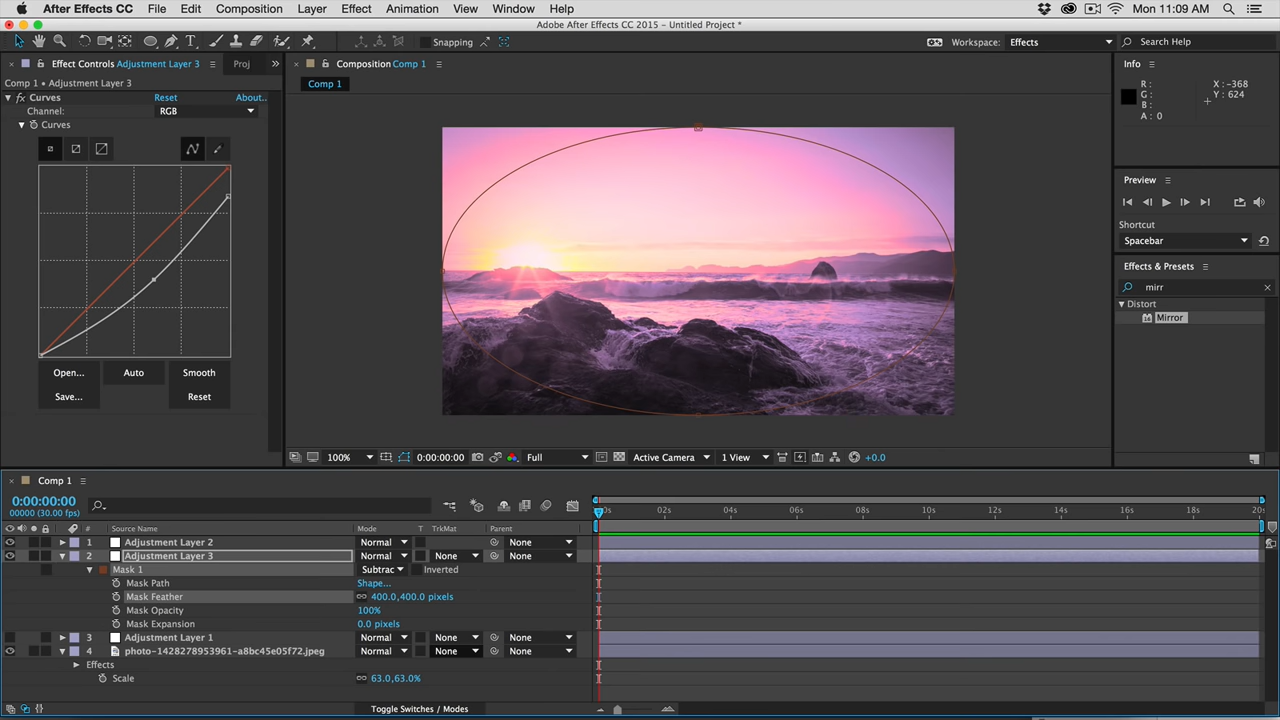 After Effects CC File Edit Composition Layer Effect Animation View Window Help Mon 11:09 AM
Adobe After Effects CC 2015 - Untitled Project *
Snapping Workspace: Effects Search Help
Effect Controls Adjustment Layer 3 Proj Composition Comp 1 Info
Comp 1 • Adjustment Layer 3 Comp 1
fx Curves Reset About..
Channel: RGB
Curves
R :
G :
B :
A : 0
X : -368
Y : 624
Preview
Shortcut
Spacebar
Effects & Presets
mirr
Distort
Mirror
Open... Auto Smooth
Save... Reset
100% 0:00:00:00 Full Active Camera 1 View +0.0
Comp 1
0:00:00:00
00000 (30.00 fps)
0s 02s 04s 06s 08s 10s 12s 14s 16s 18s 20s
# Source Name Mode T TrkMat Parent
1 Adjustment Layer 2 Normal None
2 Adjustment Layer 3 Normal None None
Mask 1 Subtrac Inverted
Mask Path Shape...
Mask Feather 400.0,400.0 pixels
Mask Opacity 100%
Mask Expansion 0.0 pixels
3 Adjustment Layer 1 Normal None None
4 photo-1428278953961-a8bc45e05f72.jpeg Normal None None
Effects
Scale 63.0,63.0%
Toggle Switches / Modes